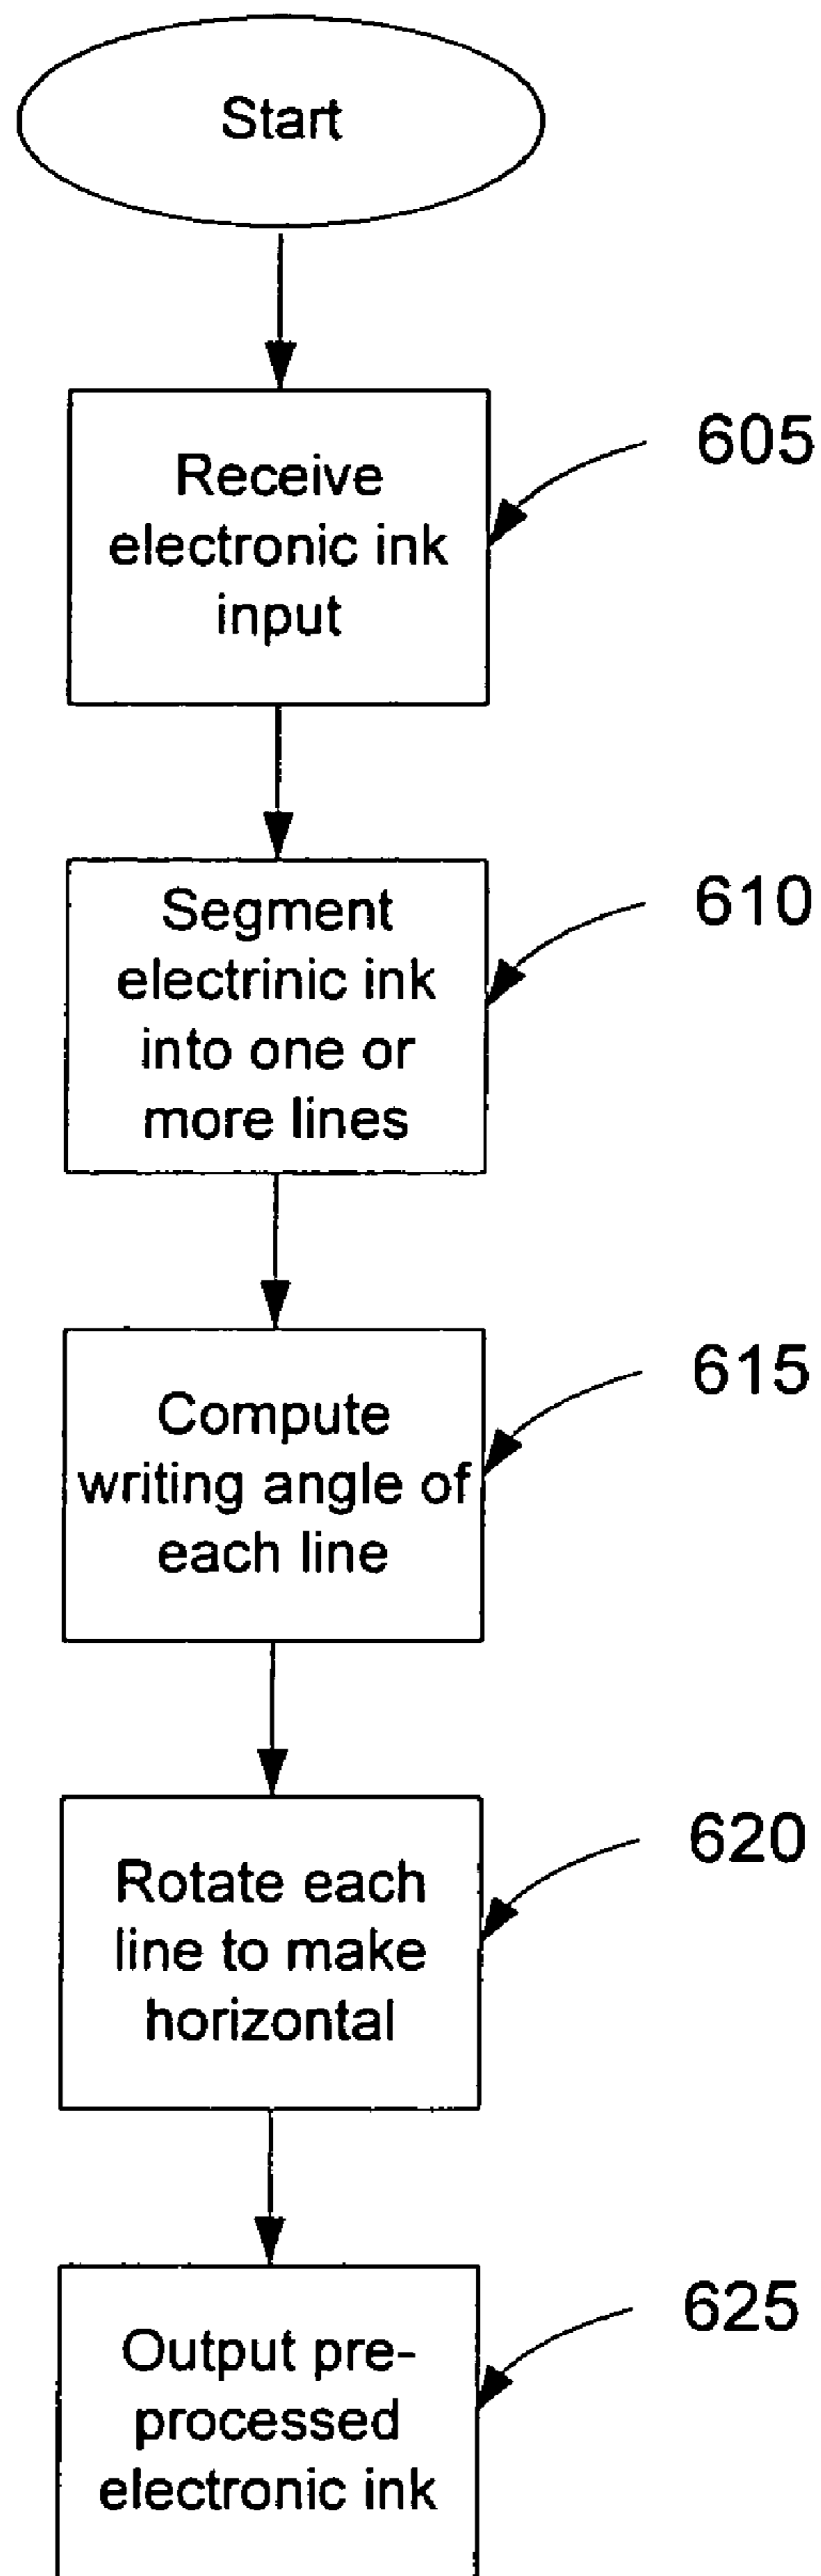 Start
Receive
electronic ink
input
605
Segment
electrinic ink
into one or
more lines
610
Compute
writing angle of
each line
615
Rotate each
line to make
horizontal
620
Output pre-
processed
electronic ink
625